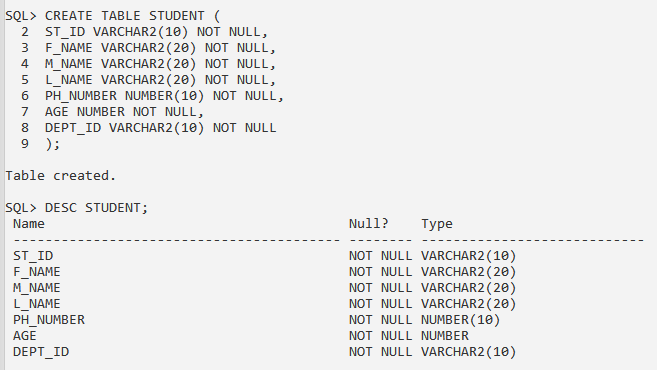 SQL> CREATE TABLE STUDENT (
  2  ST_ID VARCHAR2(10) NOT NULL,
  3  F_NAME VARCHAR2(20) NOT NULL,
  4  M_NAME VARCHAR2(20) NOT NULL,
  5  L_NAME VARCHAR2(20) NOT NULL,
  6  PH_NUMBER NUMBER(10) NOT NULL,
  7  AGE NUMBER NOT NULL,
  8  DEPT_ID VARCHAR2(10) NOT NULL
  9  );
Table created.
SQL> DESC STUDENT;
 Name                                      Null?    Type
 ----------------------------------------- -------- ----------------------------
 ST_ID                                     NOT NULL VARCHAR2(10)
 F_NAME                                    NOT NULL VARCHAR2(20)
 M_NAME                                    NOT NULL VARCHAR2(20)
 L_NAME                                    NOT NULL VARCHAR2(20)
 PH_NUMBER                                 NOT NULL NUMBER(10)
 AGE                                       NOT NULL NUMBER
 DEPT_ID                                   NOT NULL VARCHAR2(10)